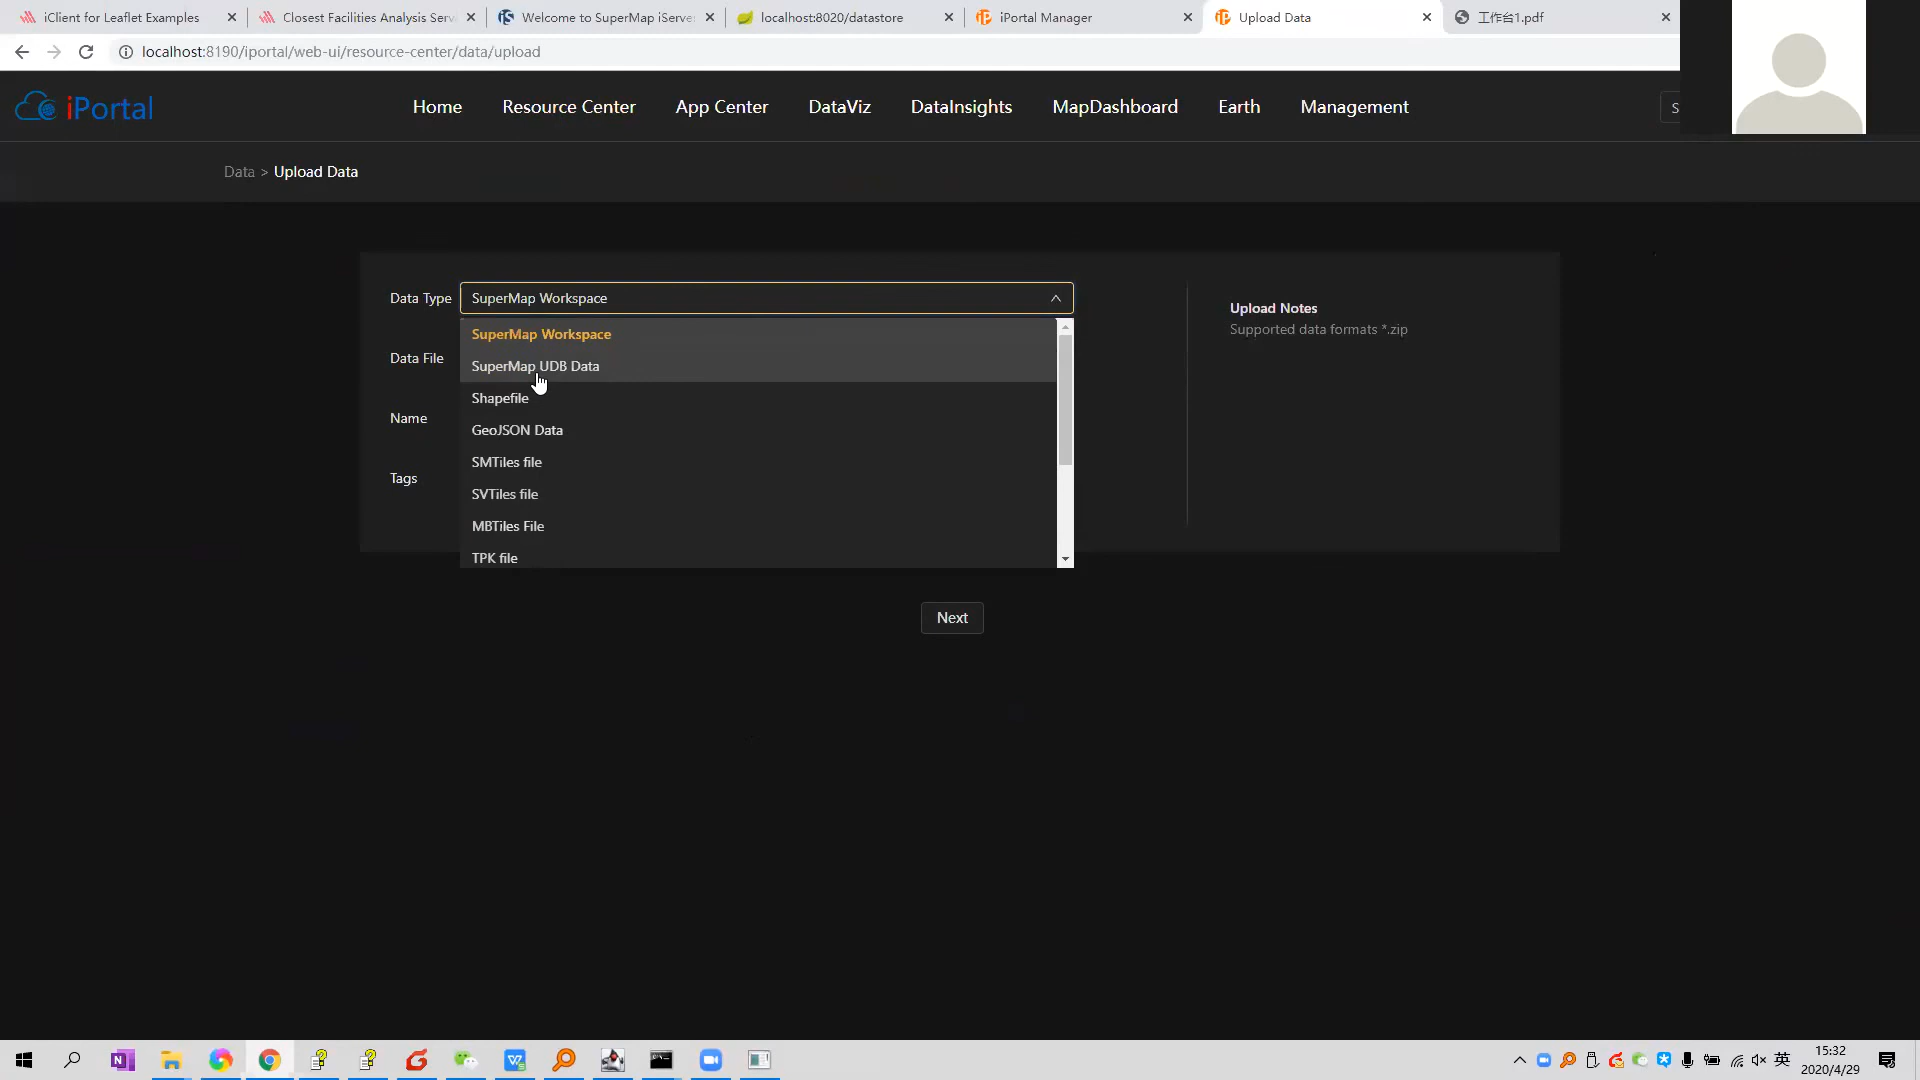 iClient for Leaflet Examples
Closest Facilities Analysis Serv
Welcome to SuperMap iServe
localhost:8020/datastore
iPortal Manager
Upload Data
工作台1.pdf
localhost:8190/iportal/web-ui/resource-center/data/upload
iPortal
Home
Resource Center
App Center
DataViz
DataInsights
MapDashboard
Earth
Management
S
Data > Upload Data
Data Type
SuperMap Workspace
SuperMap Workspace
Data File
SuperMap UDB Data
Shapefile
Name
GeoJSON Data
SMTiles file
Tags
SVTiles file
MBTiles File
TPK file
Upload Notes
Supported data formats *.zip
Next
英
15:32
2020/4/29